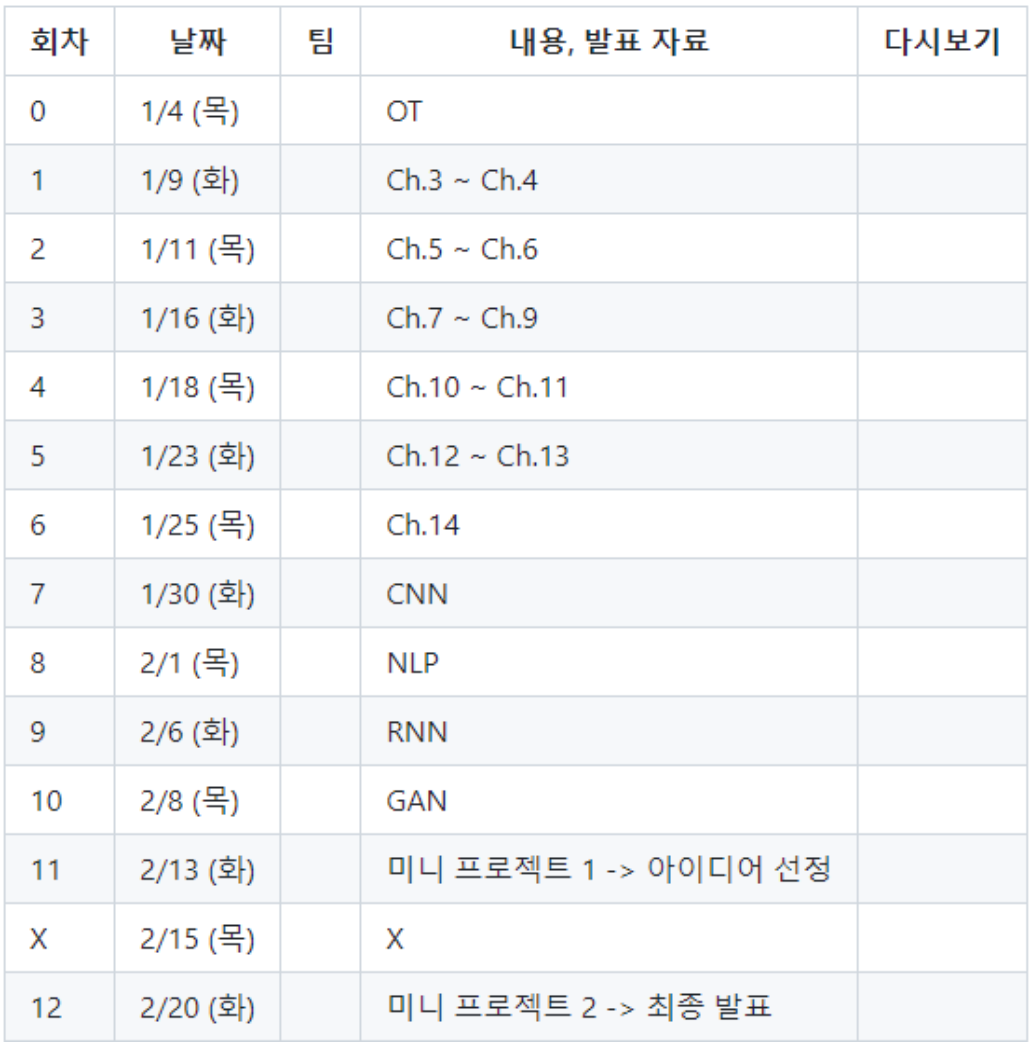 회차 날짜 팀 내용, 발표 자료 다시보기
0 1/4 (목) OT
1 1/9 (화) Ch.3 ~ Ch.4
2 1/11 (목) Ch.5 ~ Ch.6
3 1/16 (화) Ch.7 ~ Ch.9
4 1/18 (목) Ch.10 ~ Ch.11
5 1/23 (화) Ch.12 ~ Ch.13
6 1/25 (목) Ch.14
7 1/30 (화) CNN
8 2/1 (목) NLP
9 2/6 (화) RNN
10 2/8 (목) GAN
11 2/13 (화) 미니 프로젝트 1 -> 아이디어 선정
X 2/15 (목) X
12 2/20 (화) 미니 프로젝트 2 -> 최종 발표